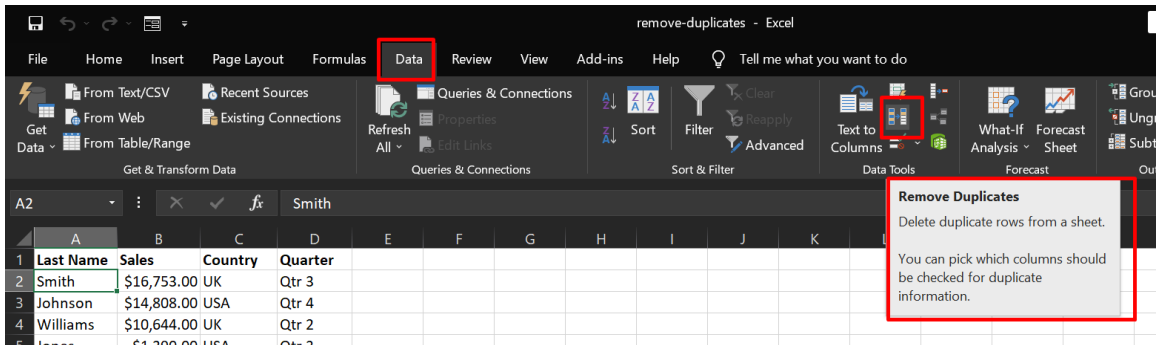 remove-duplicates - Excel
File Home Insert Page Layout Formulas Data Review View Add-ins Help Tell me what you want to do
Get Data
From Text/CSV
From Web
From Table/Range
Recent Sources
Existing Connections
Get & Transform Data
Refresh All
Queries & Connections
Properties
Edit Links
Queries & Connections
Sort
Filter
Clear
Reapply
Advanced
Sort & Filter
Text to Columns
Data Tools
What-If Analysis
Forecast Sheet
Forecast
Grou
Ungr
Subt
Ou
A2 fx Smith
Remove Duplicates
Delete duplicate rows from a sheet.
You can pick which columns should
be checked for duplicate
information.
A B C D E F G H I J K
1 Last Name Sales Country Quarter
2 Smith $16,753.00 UK Qtr 3
3 Johnson $14,808.00 USA Qtr 4
4 Williams $10,644.00 UK Qtr 2